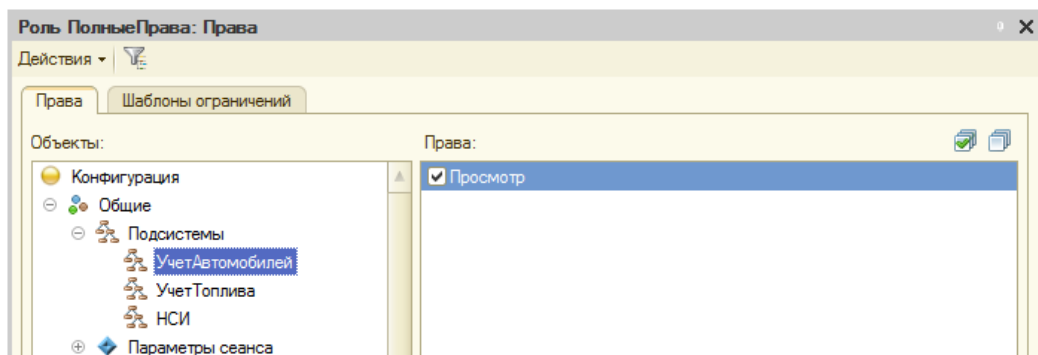 Роль ПолныеПрава: Права
Действия
Права Шаблоны ограничений
Объекты: Права:
Конфигурация Просмотр
Общие
Подсистемы
УчетАвтомобилей
УчетТоплива
НСИ
Параметры сеанса